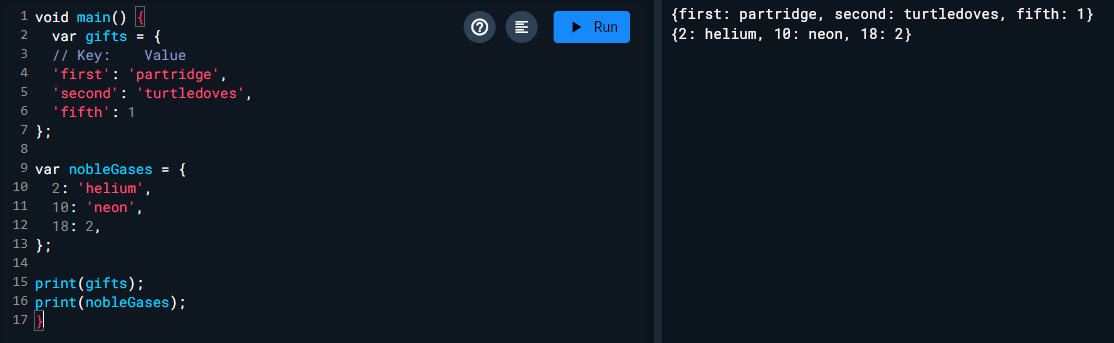 1 void main() {
2   var gifts = {
3   // Key:    Value
4   'first': 'partridge',
5   'second': 'turtledoves',
6   'fifth': 1
7 };
8
9 var nobleGases = {
10   2: 'helium',
11   10: 'neon',
12   18: 2,
13 };
14
15 print(gifts);
16 print(nobleGases);
17 }
Run
{first: partridge, second: turtledoves, fifth: 1}
{2: helium, 10: neon, 18: 2}